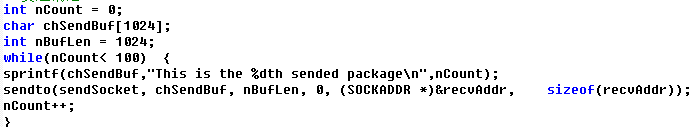 int nCount = 0;
char chSendBuf[1024];
int nBufLen = 1024;
while(nCount< 100)  {
sprintf(chSendBuf,"This is the %dth sended package\n",nCount);
sendto(sendSocket, chSendBuf, nBufLen, 0, (SOCKADDR *)&recvAddr,    sizeof(recvAddr));
nCount++;
}